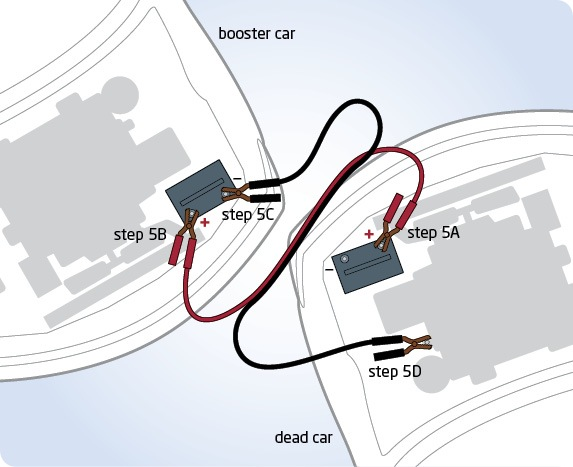 booster car
−
step 5C
+
step 5B
+
step 5A
−
step 5D
dead car